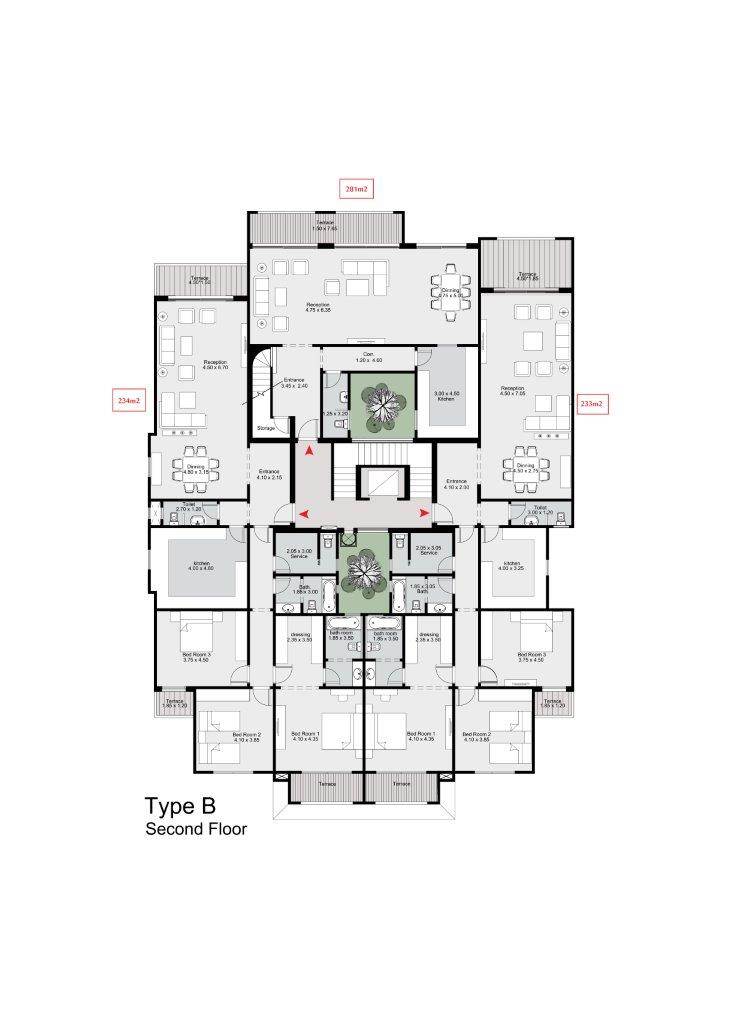 281m2
Terrace
1.50 x 7.65
Terrace
4.50*1.50
Terrace
4.50*1.85
Reception
4.75 x 6.35
Dinning
4.75 x 5.00
Reception
4.50 x 6.70
Corr.
1.20 x 4.60
Entrance
3.45 x 2.40
1.25 x 3.20
3.00 x 4.50
Kitchen
Reception
4.50 x 7.05
234m2
233m2
Storage
Dinning
4.50 x 3.15
Entrance
4.10 x 2.15
Entrance
4.10 x 2.00
Dinning
4.50 x 2.75
Toilet
2.70 x 1.20
Toilet
3.00 x 1.20
2.05 x 3.00
Service
2.05 x 3.05
Service
kitchen
4.00 x 4.60
kitchen
4.00 x 3.25
Bath.
1.85 x 3.00
1.85 x 3.05
Bath.
dressing
2.35 x 3.50
bath room
1.85 x 3.50
bath room
1.85 x 3.50
dressing
2.35 x 3.50
Bed Room 3
3.75 x 4.50
Bed Room 3
3.75 x 4.50
Terrace
1.85 x 1.20
Terrace
1.85 x 1.20
Bed Room 2
4.10 x 3.85
Bed Room 1
4.10 x 4.35
Bed Room 1
4.10 x 4.35
Bed Room 2
4.10 x 3.85
Terrace
Terrace
Type B
Second Floor